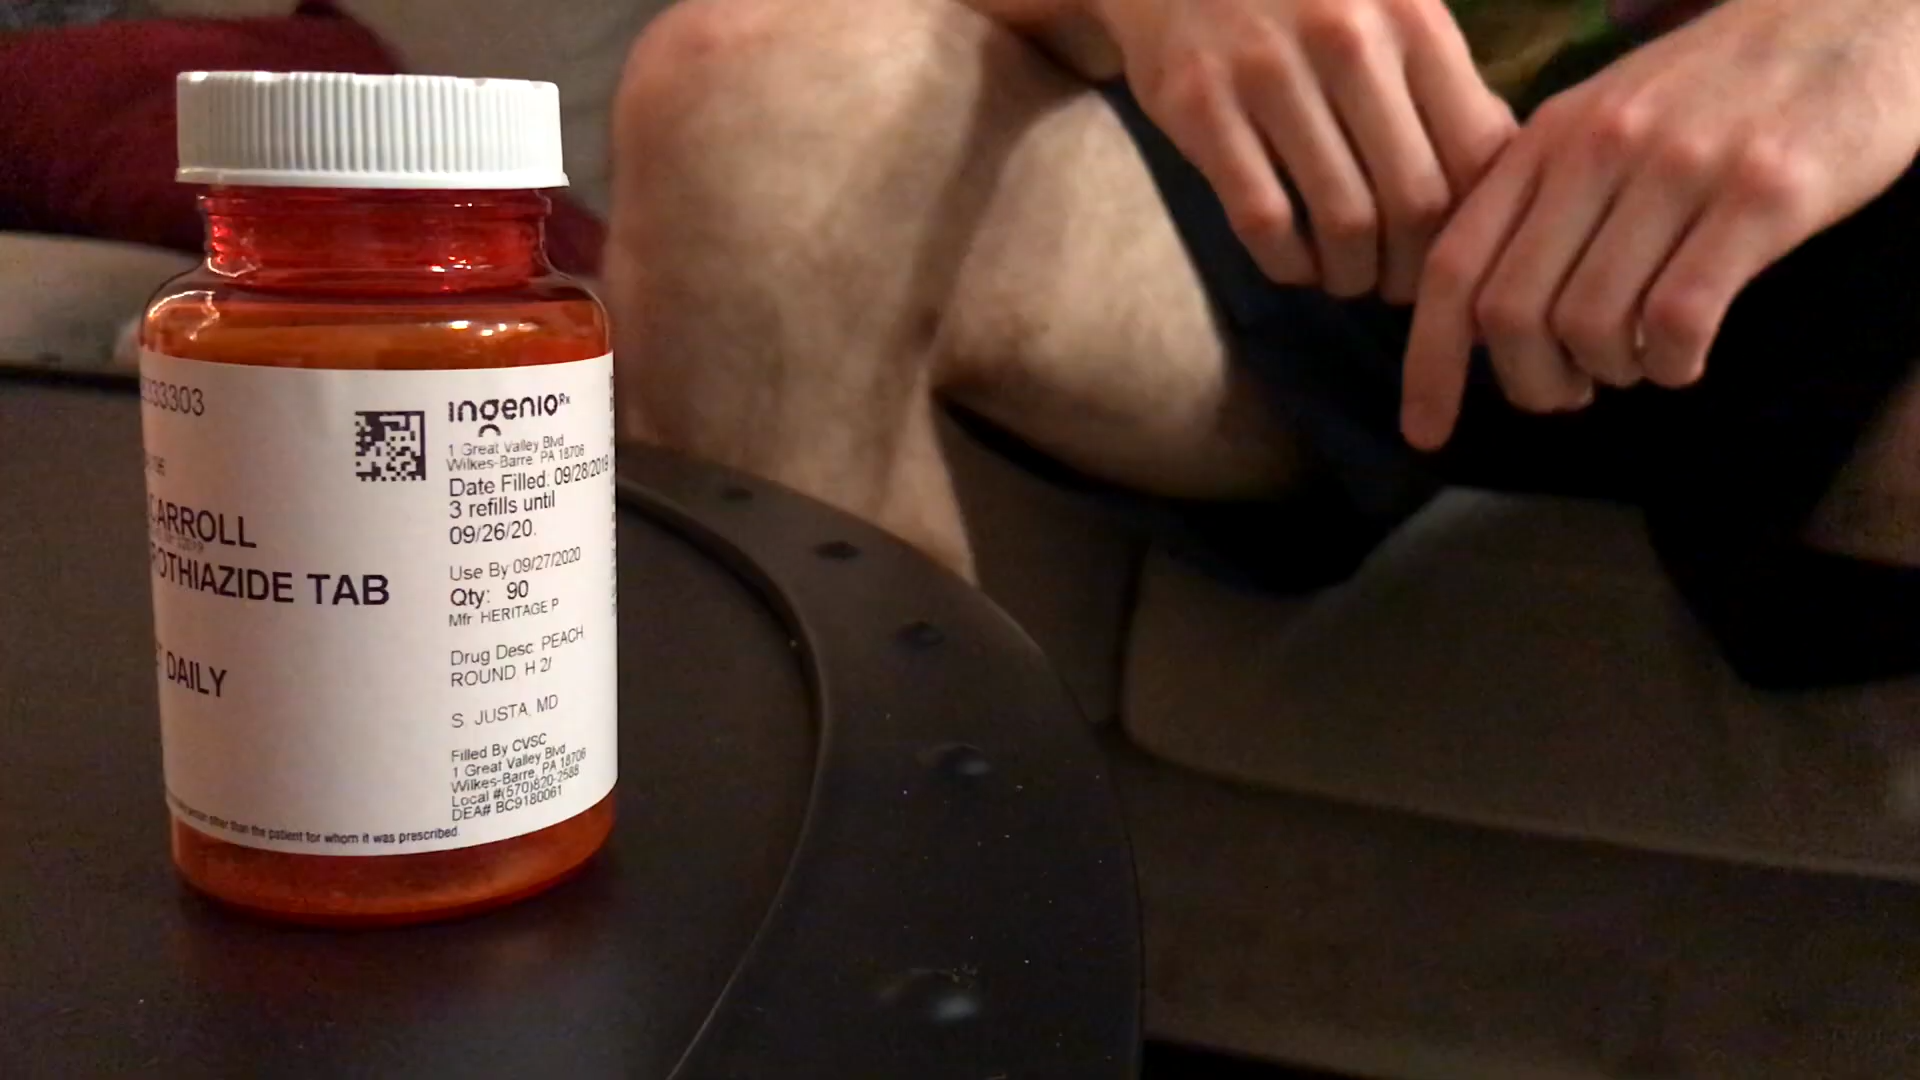 33303
CARROLL
ROTHIAZIDE TAB
DAILY
IngenioRx
1 Great Valley Blvd
Wilkes-Barre, PA 18706
Date Filled: 09/28/2019
3 refills until
09/26/20.
Use By 09/27/2020
Qty: 90
Mfr HERITAGE P
Drug Desc: PEACH,
ROUND, H 2/
S. JUSTA, MD
Filled By CVSC
1 Great Valley Blvd
Wilkes-Barre, PA 18706
Local #(570)820-2588
DEA# BC9180061
other than the patient for whom it was prescribed.